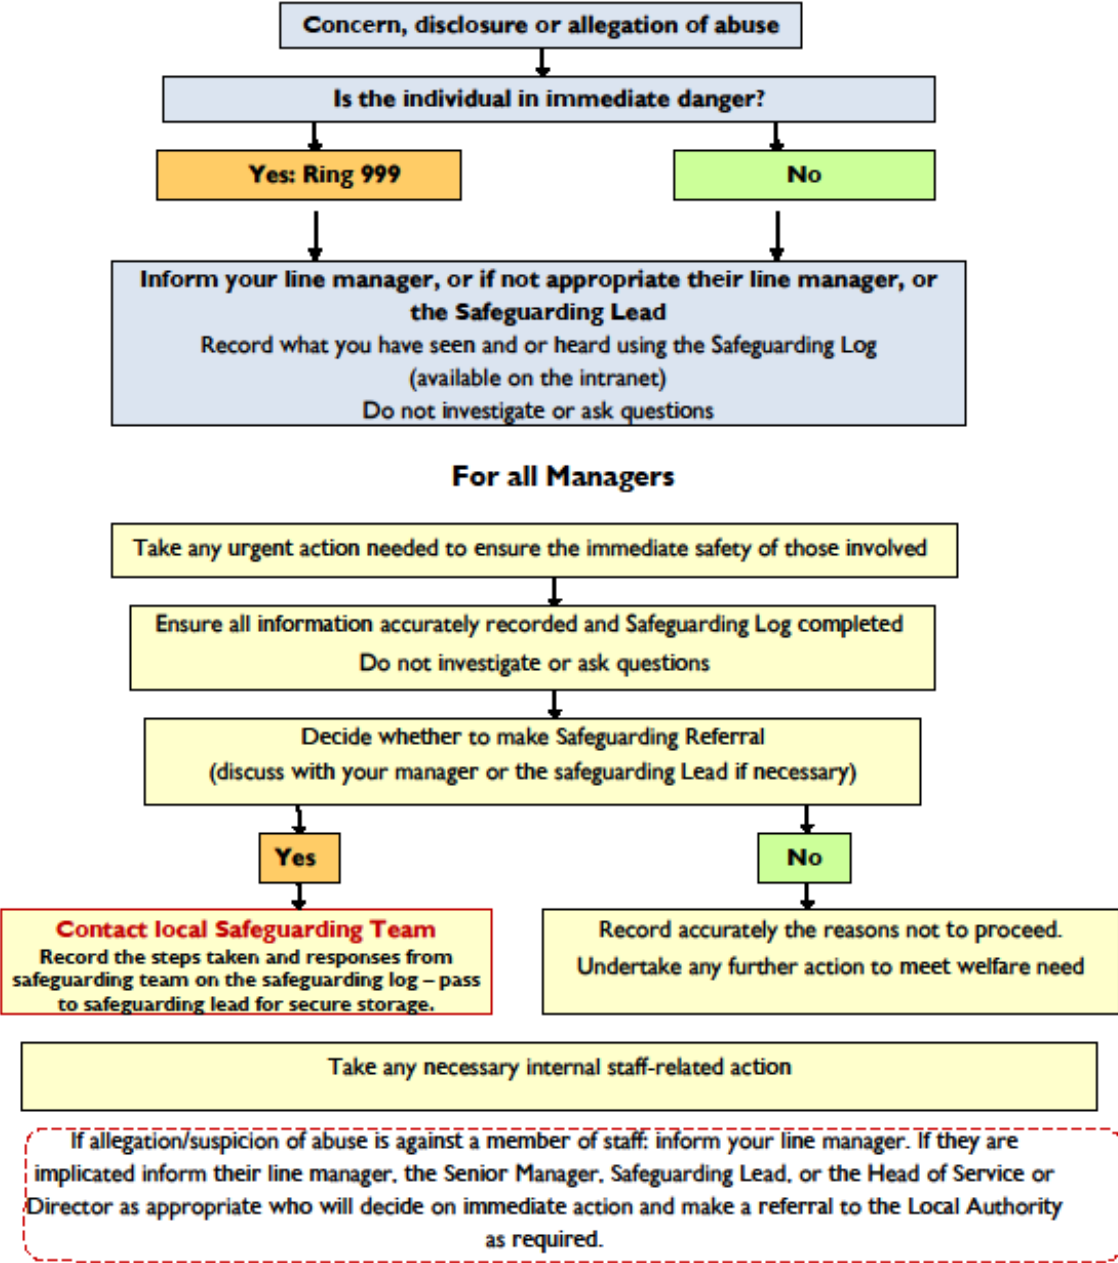 Concern, disclosure or allegation of abuse
Is the individual in immediate danger?
Yes: Ring 999
No
Inform your line manager, or if not appropriate their line manager, or
the Safeguarding Lead
Record what you have seen and or heard using the Safeguarding Log
(available on the intranet)
Do not investigate or ask questions
For all Managers
Take any urgent action needed to ensure the immediate safety of those involved
Ensure all information accurately recorded and Safeguarding Log completed
Do not investigate or ask questions
Decide whether to make Safeguarding Referral
(discuss with your manager or the safeguarding Lead if necessary)
Yes
No
Contact local Safeguarding Team
Record the steps taken and responses from
safeguarding team on the safeguarding log – pass
to safeguarding lead for secure storage.
Record accurately the reasons not to proceed.
Undertake any further action to meet welfare need
Take any necessary internal staff-related action
If allegation/suspicion of abuse is against a member of staff: inform your line manager. If they are
implicated inform their line manager, the Senior Manager, Safeguarding Lead, or the Head of Service or
Director as appropriate who will decide on immediate action and make a referral to the Local Authority
as required.